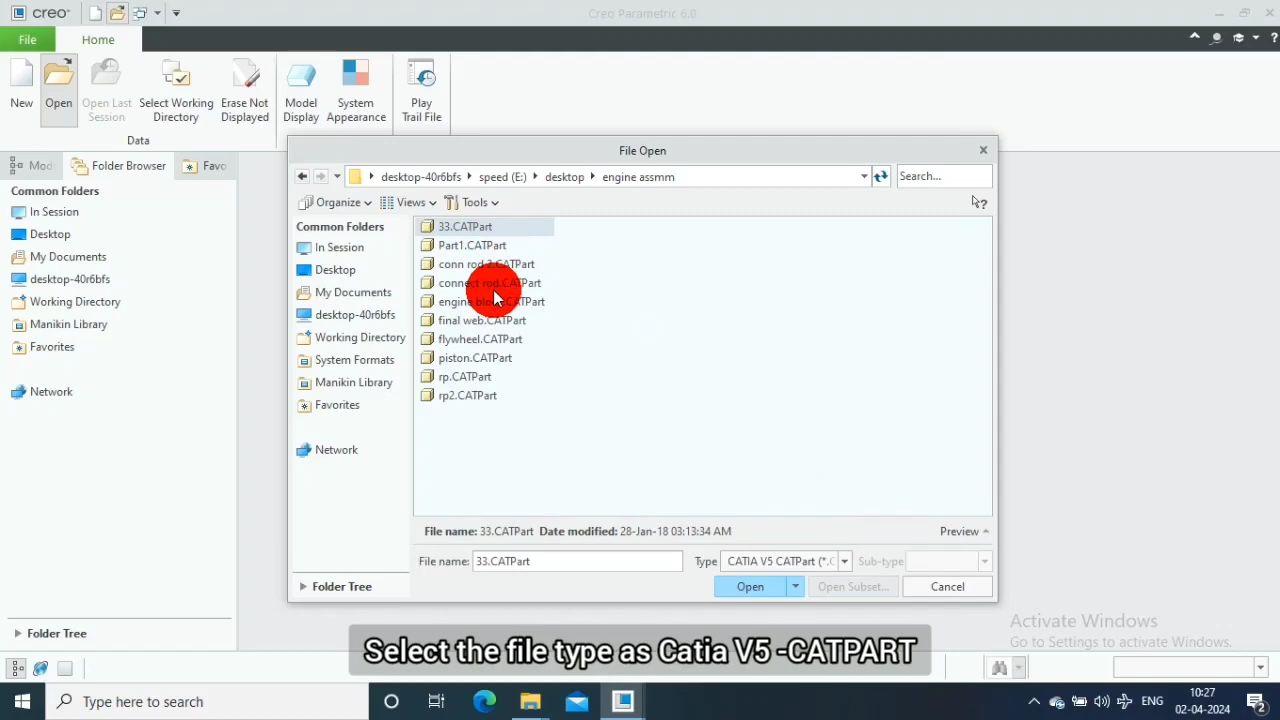 creo
Creo Parametric 6.0
File
Home
New
Open
Open Last Session
Select Working Directory
Erase Not Displayed
Model Display
System Appearance
Play Trail File
Data
Mod
Folder Browser
Favo
Common Folders
In Session
Desktop
My Documents
desktop-40r6bfs
Working Directory
Manikin Library
Favorites
Network
Folder Tree
File Open
desktop-40r6bfs
speed (E:)
desktop
engine assmm
Search...
Organize
Views
Tools
Common Folders
In Session
Desktop
My Documents
desktop-40r6bfs
Working Directory
System Formats
Manikin Library
Favorites
Network
Folder Tree
33.CATPart
Part1.CATPart
conn rod 2.CATPart
connect rod.CATPart
engine block.CATPart
final web.CATPart
flywheel.CATPart
piston.CATPart
rp.CATPart
rp2.CATPart
File name: 33.CATPart Date modified: 28-Jan-18 03:13:34 AM
Preview
File name: 33.CATPart
Type CATIA V5 CATPart (*.C
Sub-type
Open
Open Subset...
Cancel
Activate Windows
Go to Settings to activate Windows.
Select the file type as Catia V5 -CATPART
Type here to search
ENG
10:27
02-04-2024
2